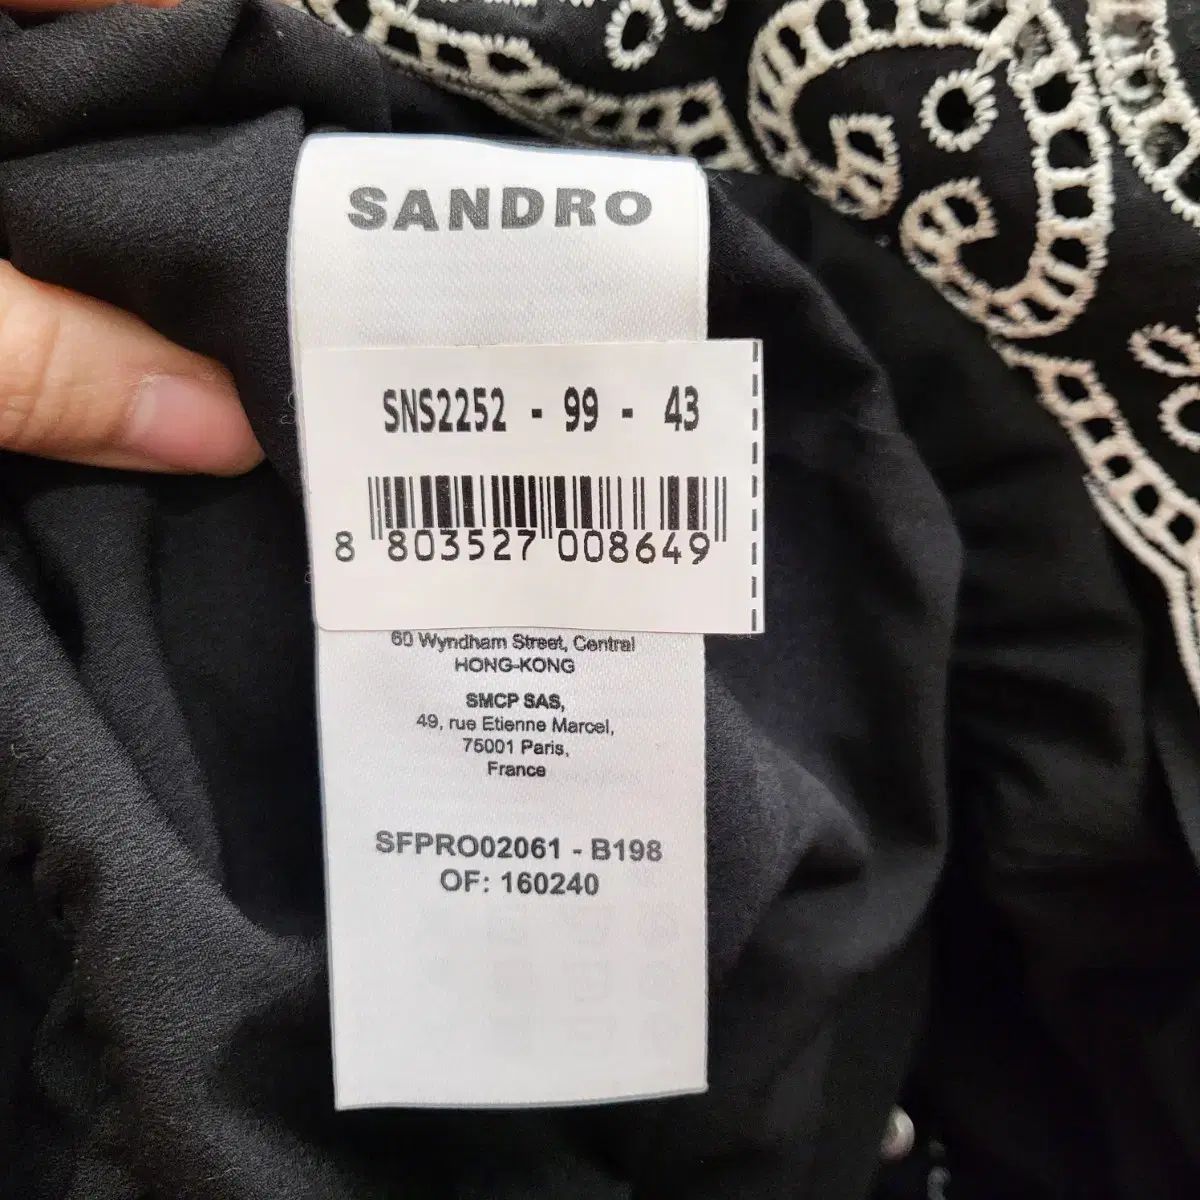 SANDRO
SNS2252 - 99 - 43
8 803527 008649
60 Wyndham Street, Central
HONG-KONG
SMCP SAS,
49, rue Etienne Marcel,
75001 Paris,
France
SFPRO02061 - B198
OF: 160240